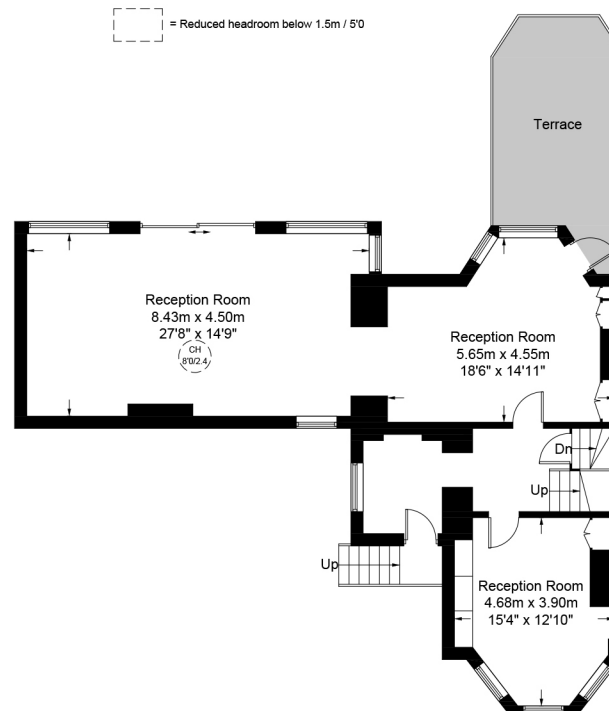 = Reduced headroom below 1.5m / 5'0
Terrace
Reception Room
8.43m x 4.50m
27'8" x 14'9"
CH
8'0/2.4
Reception Room
5.65m x 4.55m
18'6" x 14'11"
Dn
Up
Up
Reception Room
4.68m x 3.90m
15'4" x 12'10"